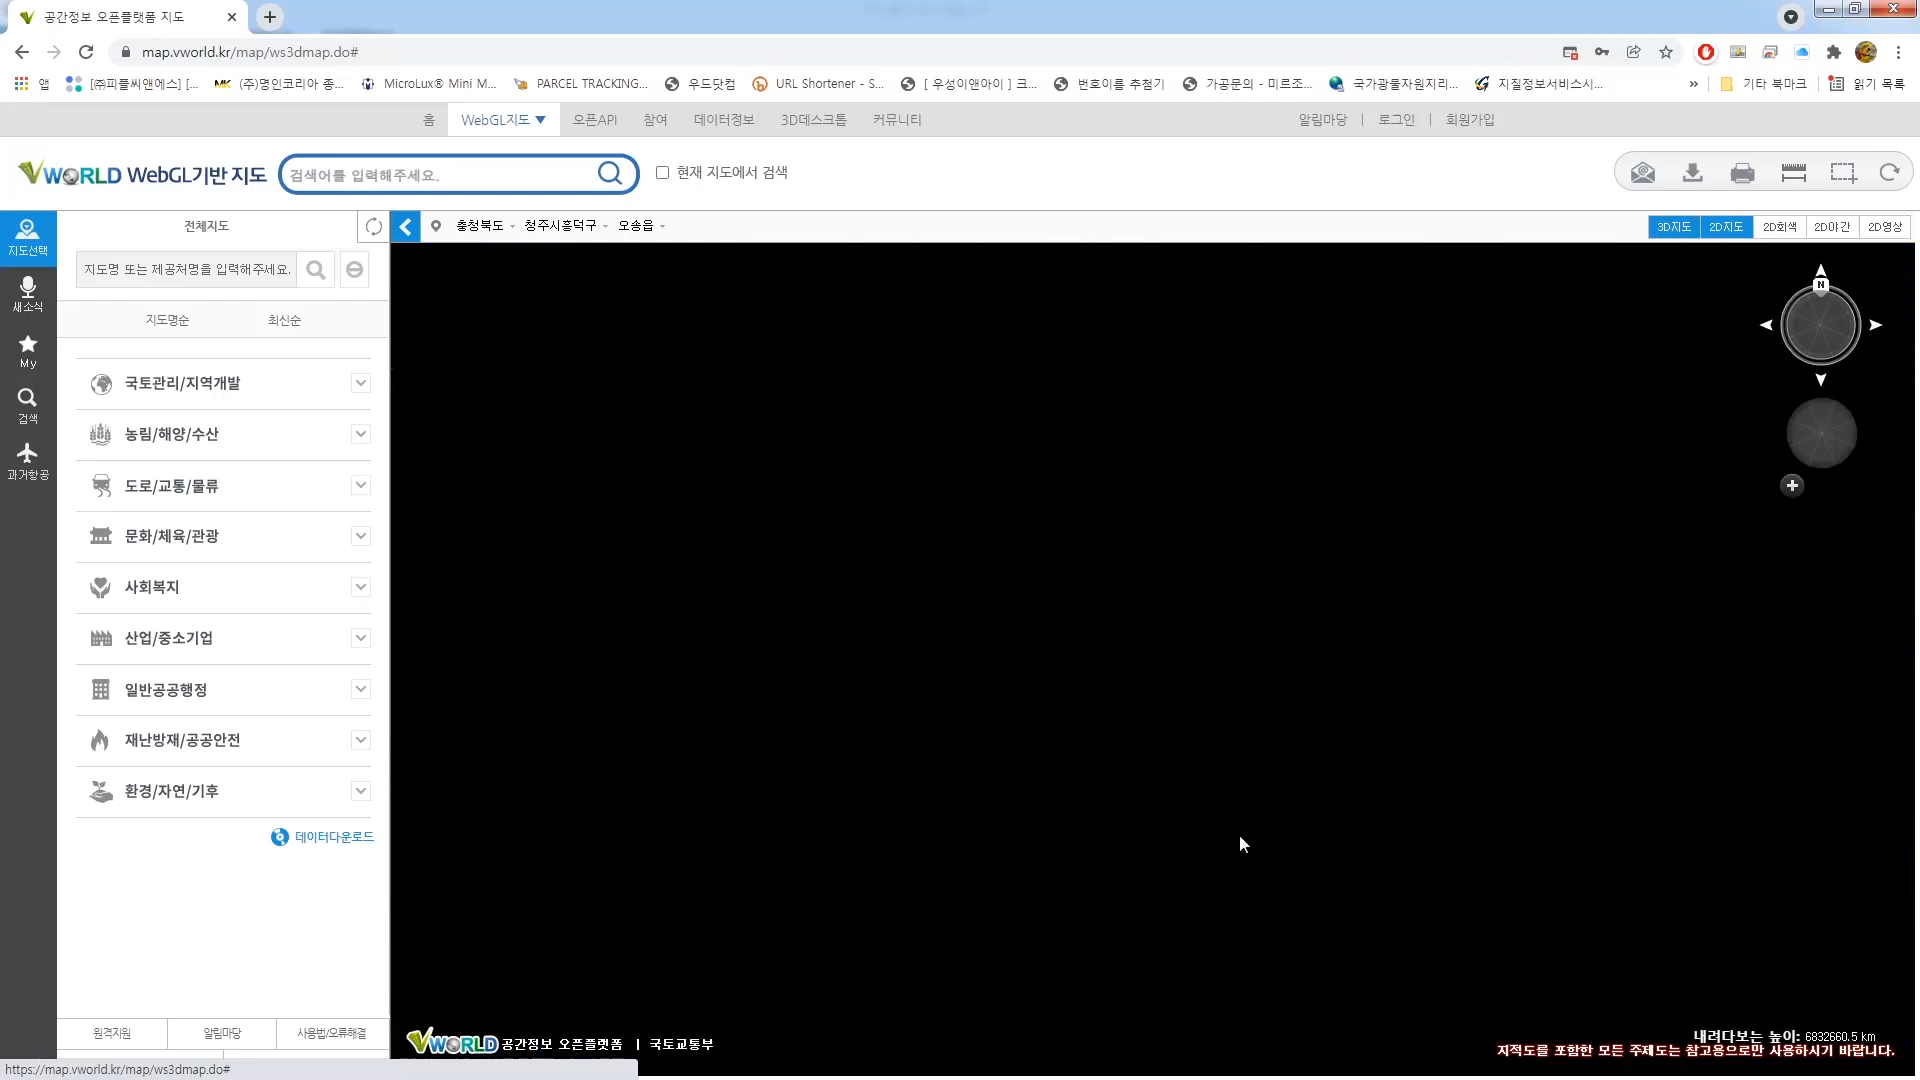 공간정보 오픈플랫폼 지도
map.vworld.kr/map/ws3dmap.do#
앱 [㈜피플씨앤에스] [... (주)명인코리아 종... MicroLux® Mini M... PARCEL TRACKING... 우드닷컴 URL Shortener - S... [ 우성이앤아이 ] 크... 번호이름 추첨기 가공문의 - 미르조... 국가광물자원지리... 지질정보서비스시... » 기타 북마크 읽기 목록
홈 WebGL지도 ▼ 오픈API 참여 데이터정보 3D데스크톱 커뮤니티 알림마당 | 로그인 | 회원가입
VWORLD WebGL기반 지도 검색어를 입력해주세요. 현재 지도에서 검색
지도선택 전체지도 충청북도 청주시흥덕구 오송읍 3D지도 2D지도 2D회색 2D야간 2D영상
지도명 또는 제공처명을 입력해주세요.
N
새소식
지도명순 최신순
My
국토관리/지역개발
검색
농림/해양/수산
과거항공
도로/교통/물류
문화/체육/관광
사회복지
산업/중소기업
일반공공행정
재난방재/공공안전
환경/자연/기후
데이터다운로드
원격지원 알림마당 사용법/오류해결
VWORLD 공간정보 오픈플랫폼 | 국토교통부
내려다보는 높이: 6832660.5 km
지적도를 포함한 모든 주제도는 참고용으로만 사용하시기 바랍니다.
https://map.vworld.kr/map/ws3dmap.do#